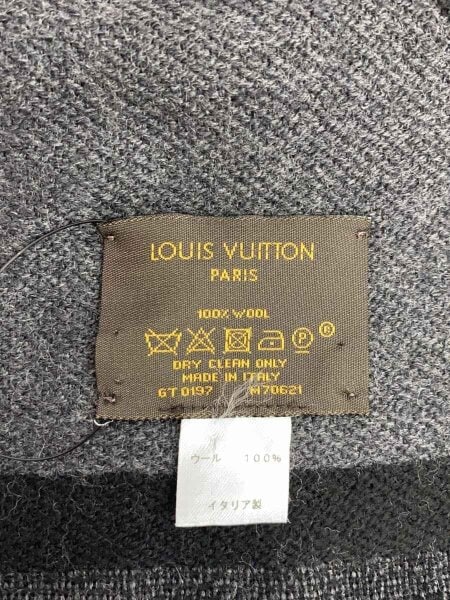 LOUIS VUITTON
PARIS
100% WOOL
P ®
DRY CLEAN ONLY
MADE IN ITALY
GT 0197 M70621
ウール 100%
イタリア製